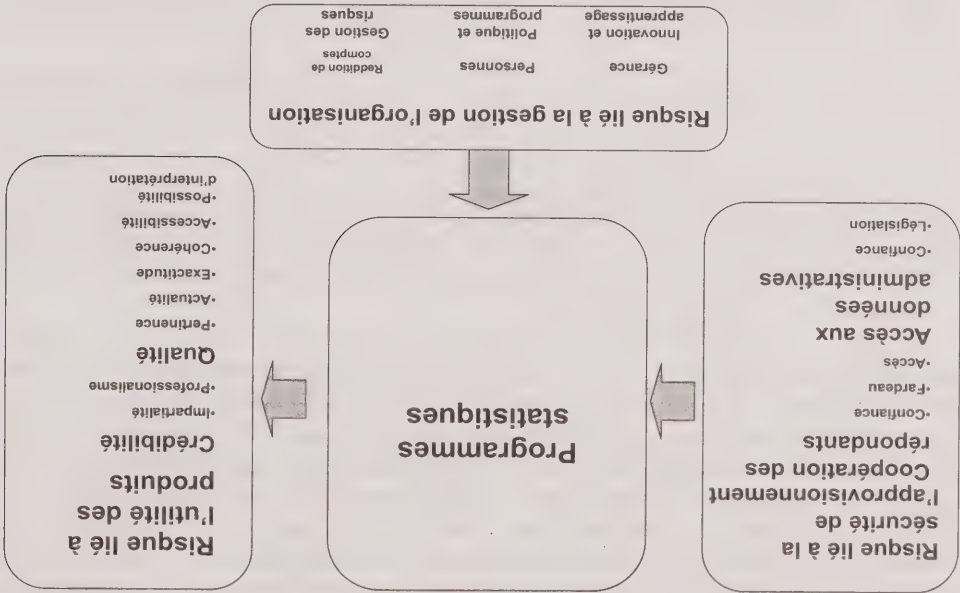 Risque lié à la
sécurité de
l'approvisionnement
Coopération des
répondants
•Confiance
•Fardeau
•Accès
Accès aux
données
administratives
•Confiance
•Législation
Programmes
statistiques
Risque lié à
l'utilité des
produits
Crédibilité
•Impartialité
•Professionalisme
Qualité
•Pertinence
•Actualité
•Exactitude
•Cohérence
•Accessibilité
•Possibilité
d'interprétation
Risque lié à la gestion de l'organisation
Gérance
Personnes
Reddition de
comptes
Innovation et
apprentissage
Politique et
programmes
Gestion des
risques